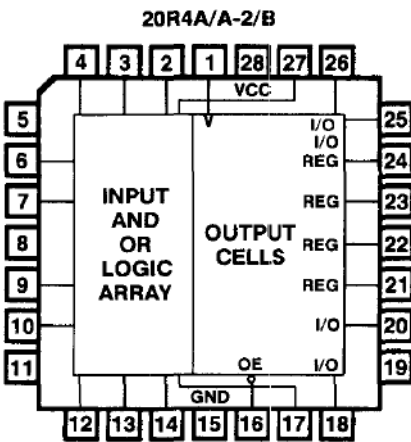 20R4A/A-2/B
4 3 2 1 28 27 26
VCC
5
6
7
8
9
10
11
INPUT
AND
OR
LOGIC
ARRAY
OUTPUT
CELLS
I/O
I/O
REG
REG
REG
REG
I/O
I/O
OE
GND
25
24
23
22
21
20
19
12 13 14 15 16 17 18